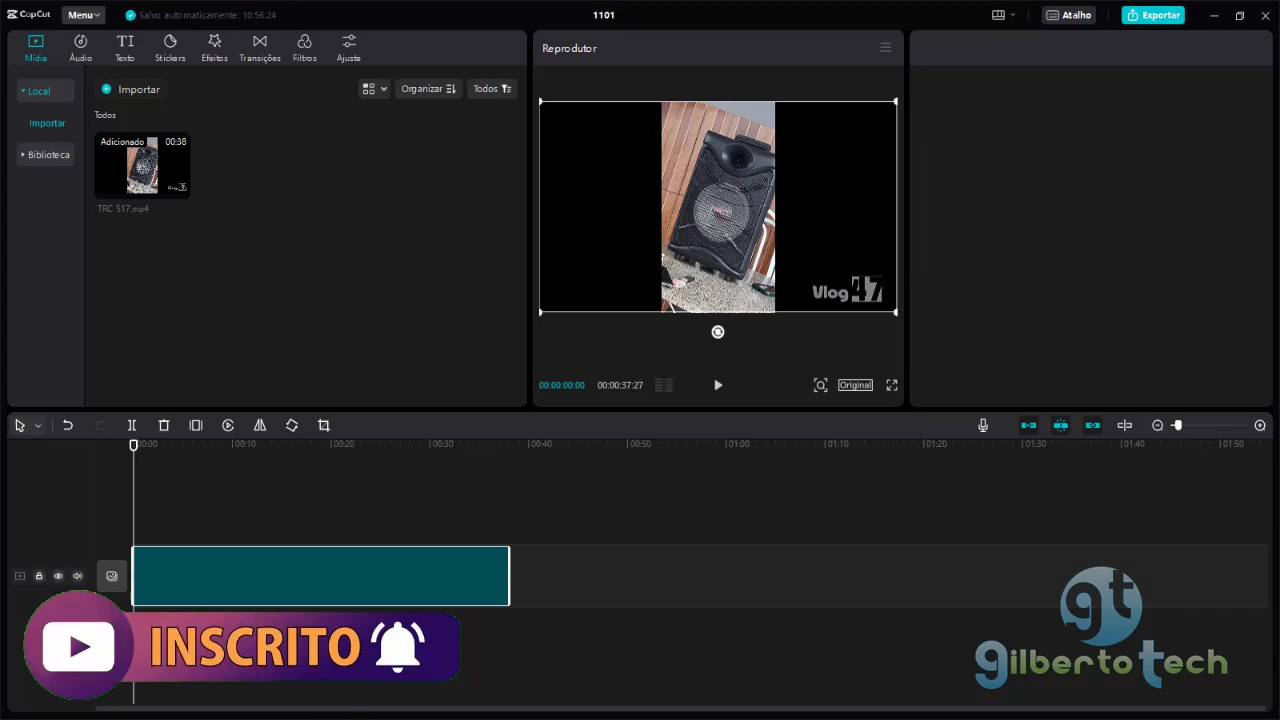 CapCut
Menu
Salvo automaticamente: 10:56:24
1101
Atalho
Exportar
Mídia
Áudio
Texto
Stickers
Efeitos
Transições
Filtros
Ajuste
Local
Importar
Biblioteca
Importar
Organizar
Todos
Todos
Adicionado
00:38
TRC 517.mp4
Reprodutor
Vlog 47
00:00:00:00
00:00:37:27
Original
00:00
00:10
00:20
00:30
00:40
00:50
01:00
01:10
01:20
01:30
01:40
01:50
INSCRITO
gt
gilberto tech